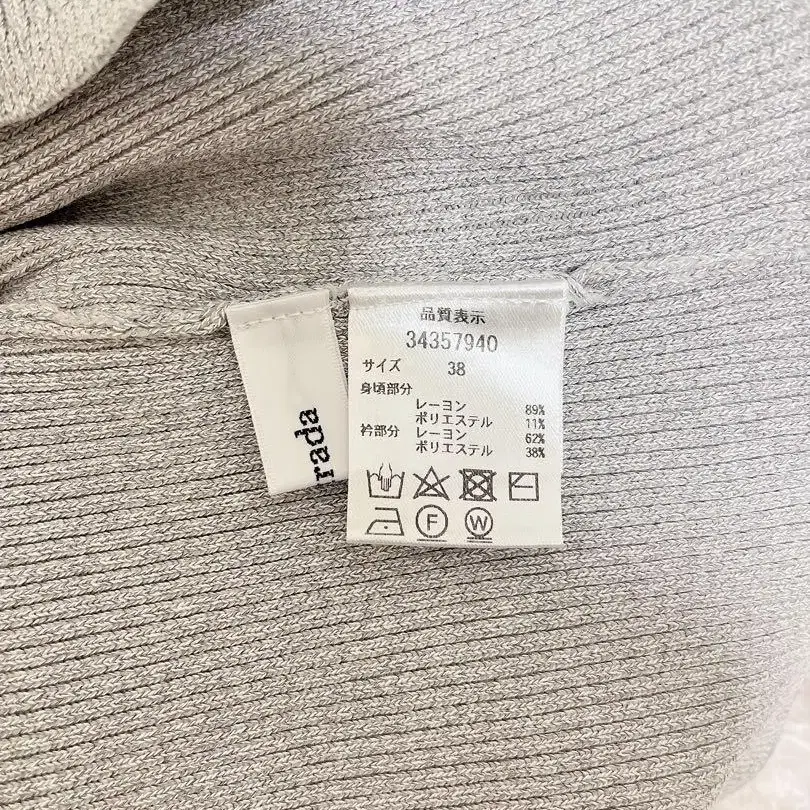 rada
品質表示
34357940
サイズ 38
身頃部分
レーヨン 89%
ポリエステル 11%
衿部分 レーヨン 62%
ポリエステル 38%
F W